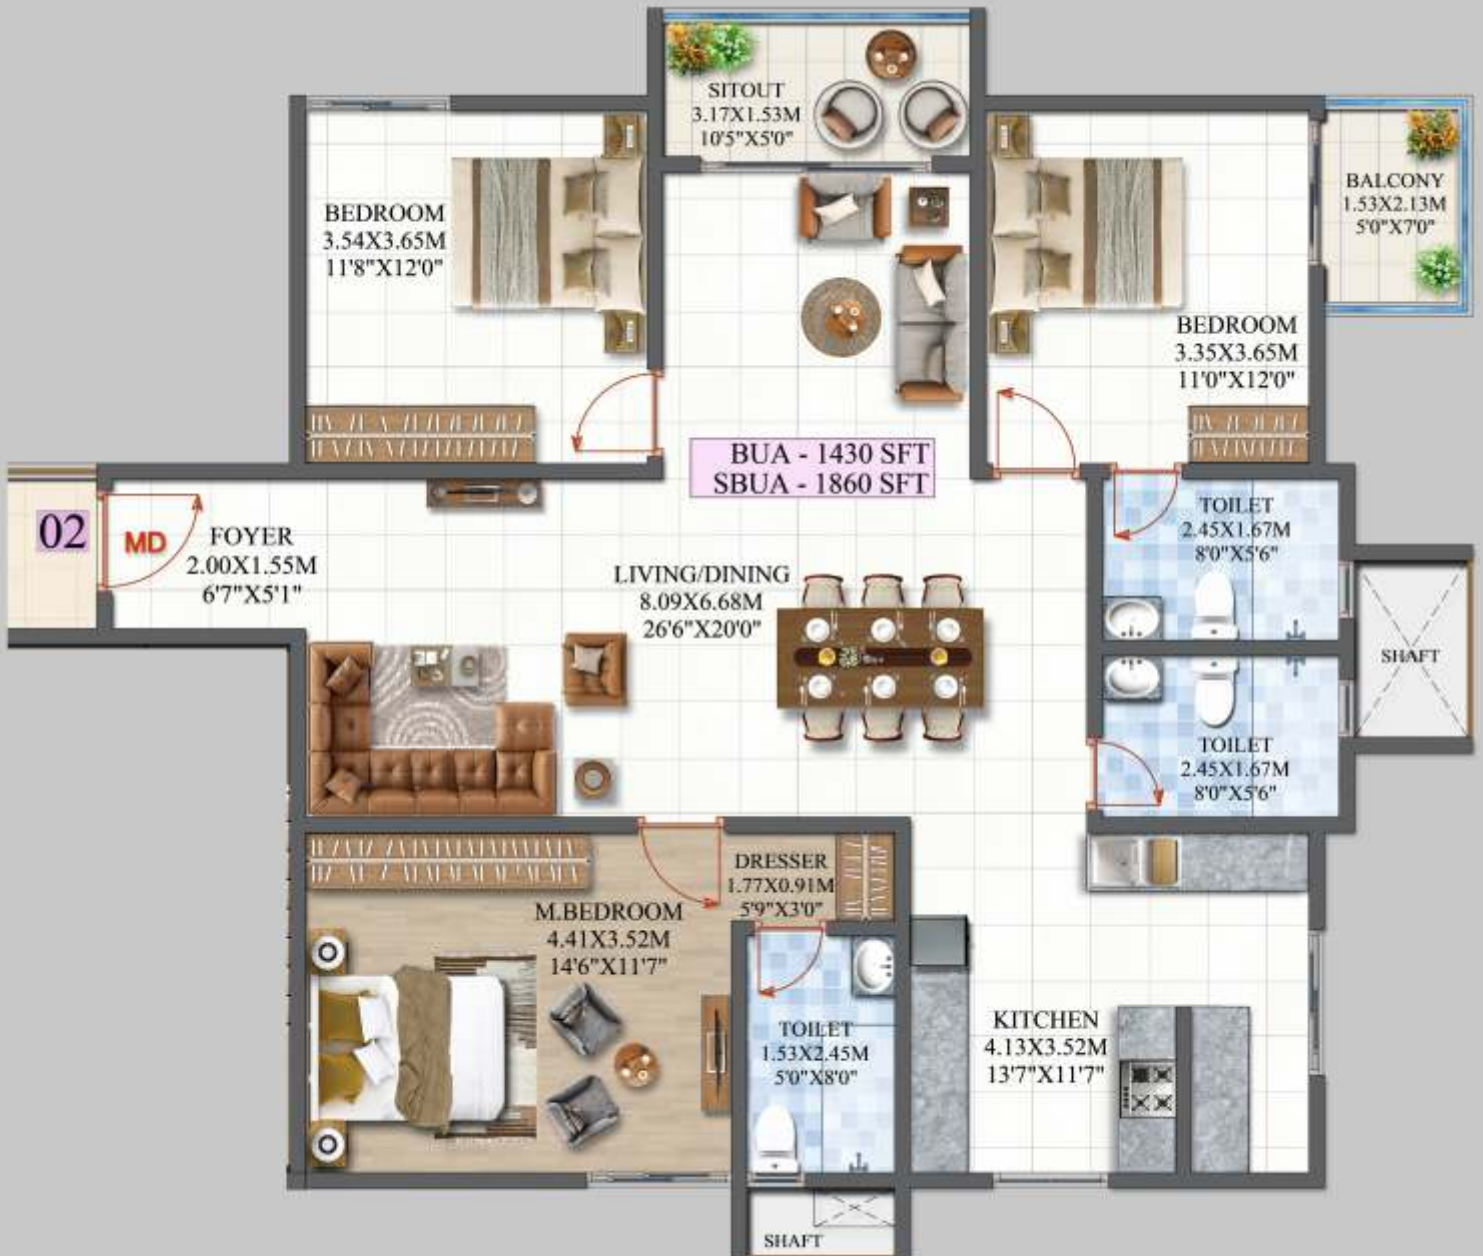 SITOUT
3.17X1.53M
10'5"X5'0"
BEDROOM
3.54X3.65M
11'8"X12'0"
BALCONY
1.53X2.13M
5'0"X7'0"
BEDROOM
3.35X3.65M
11'0"X12'0"
BUA - 1430 SFT
SBUA - 1860 SFT
02
MD
FOYER
2.00X1.55M
6'7"X5'1"
TOILET
2.45X1.67M
8'0"X5'6"
LIVING/DINING
8.09X6.68M
26'6"X20'0"
SHAFT
TOILET
2.45X1.67M
8'0"X5'6"
DRESSER
1.77X0.91M
5'9"X3'0"
M.BEDROOM
4.41X3.52M
14'6"X11'7"
TOILET
1.53X2.45M
5'0"X8'0"
KITCHEN
4.13X3.52M
13'7"X11'7"
SHAFT